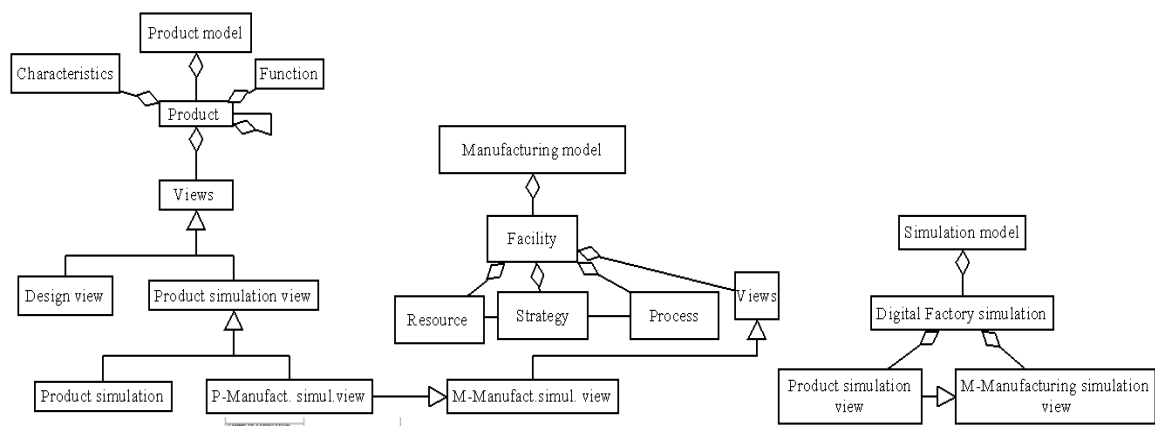 Product model
Characteristics
Function
Product
Views
Design view
Product simulation view
Product simulation
P-Manufact. simul.view
Manufacturing model
Facility
Resource
Strategy
Process
Views
M-Manufact.simul. view
Simulation model
Digital Factory simulation
Product simulation
view
M-Manufacturing simulation
view